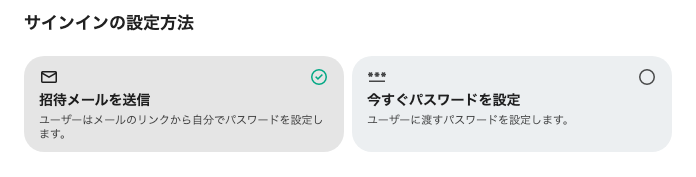 サインインの設定方法
招待メールを送信
ユーザーはメールのリンクから自分でパスワードを設定し
ます。
***
今すぐパスワードを設定
ユーザーに渡すパスワードを設定します。